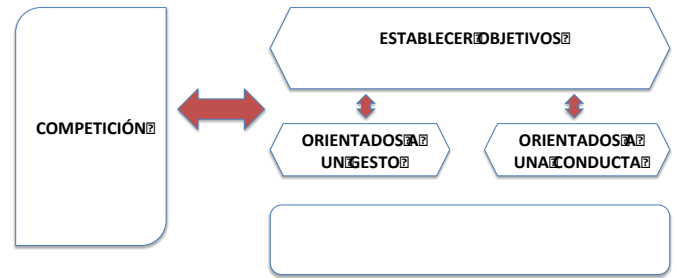 COMPETICIÓN
ESTABLECER OBJETIVOS
ORIENTADOS A
UN GESTO
ORIENTADOS A
UNA CONDUCTA